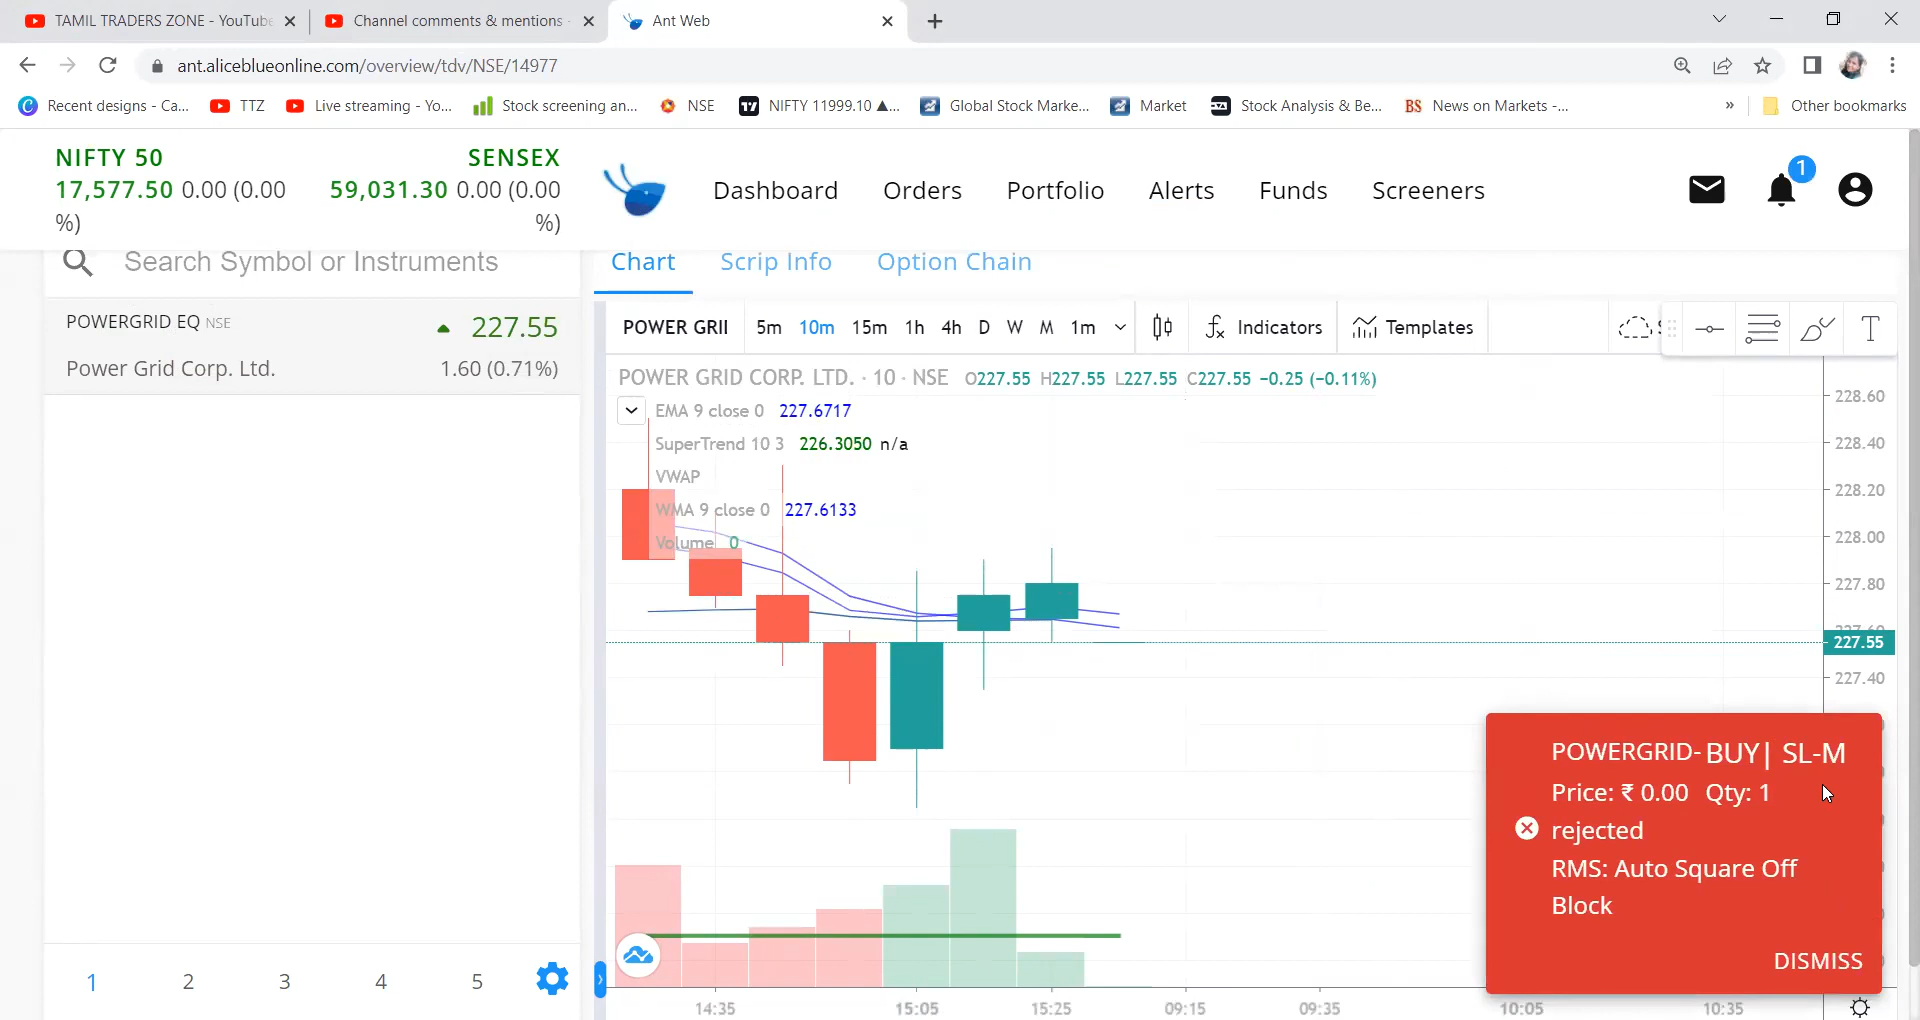 TAMIL TRADERS ZONE - YouTube
Channel comments & mentions -
Ant Web
ant.aliceblueonline.com/overview/tdv/NSE/14977
Recent designs - Ca...
TTZ
Live streaming - Yo...
Stock screening an...
NSE
NIFTY 11999.10 ▲...
Global Stock Marke...
Market
Stock Analysis & Be...
BS News on Markets -...
»
Other bookmarks
NIFTY 50
17,577.50 0.00 (0.00
%)
SENSEX
59,031.30 0.00 (0.00
%)
Dashboard
Orders
Portfolio
Alerts
Funds
Screeners
1
Search Symbol or Instruments
Chart
Scrip Info
Option Chain
POWERGRID EQ NSE
227.55
Power Grid Corp. Ltd.
1.60 (0.71%)
POWER GRII
5m 10m 15m 1h 4h D W M 1m
Indicators
Templates
T
POWER GRID CORP. LTD. · 10 · NSE O227.55 H227.55 L227.55 C227.55 −0.25 (−0.11%)
EMA 9 close 0 227.6717
SuperTrend 10 3 226.3050 n/a
VWAP
WMA 9 close 0 227.6133
Volume 0
228.60
228.40
228.20
228.00
227.80
227.60
227.55
227.40
POWERGRID-BUY| SL-M
Price: ₹ 0.00 Qty: 1
rejected
RMS: Auto Square Off
Block
DISMISS
1 2 3 4 5
14:35 15:05 15:25 09:15 09:35 10:05 10:35